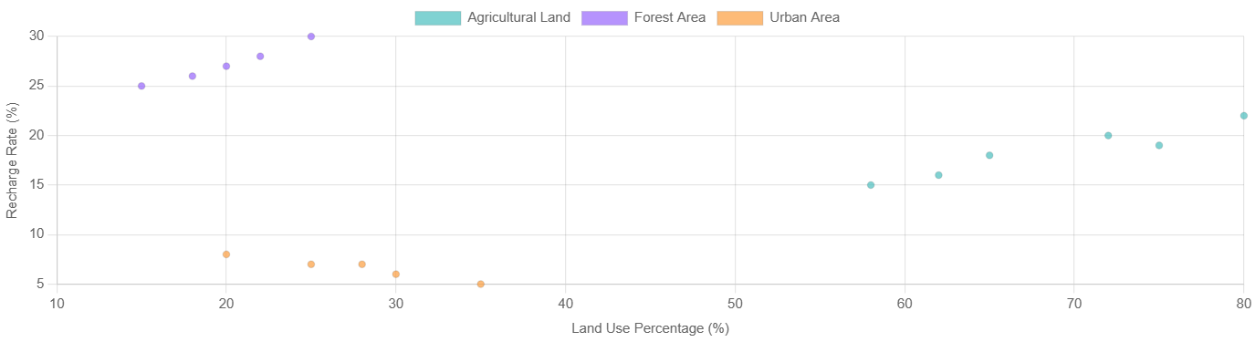 Agricultural Land Forest Area Urban Area
30
25
20
15
10
5
Recharge Rate (%)
10 20 30 40 50 60 70 80
Land Use Percentage (%)